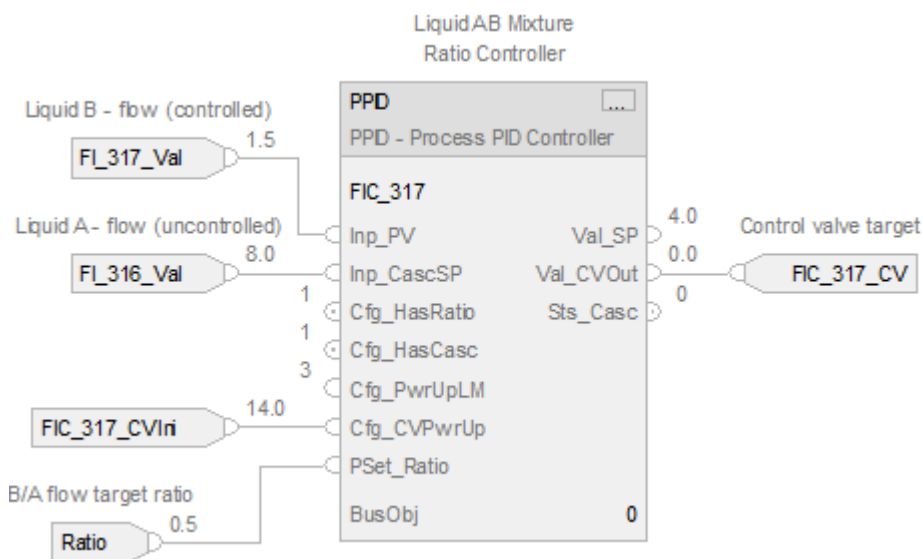 Liquid AB Mixture
Ratio Controller
PPID
...
PPID - Process PID Controller
Liquid B - flow (controlled)
FI_317_Val
1.5
FIC_317
Liquid A- flow (uncontrolled)
FI_316_Val
8.0
Inp_PV
Val_SP
4.0
Control valve target
Inp_CascSP
Val_CVOut
0.0
FIC_317_CV
1
Cfg_HasRatio
Sts_Casc
0
1
Cfg_HasCasc
3
Cfg_PwrUpLM
FIC_317_CVIni
14.0
Cfg_CVPwrUp
PSet_Ratio
B/A flow target ratio
Ratio
0.5
BusObj
0